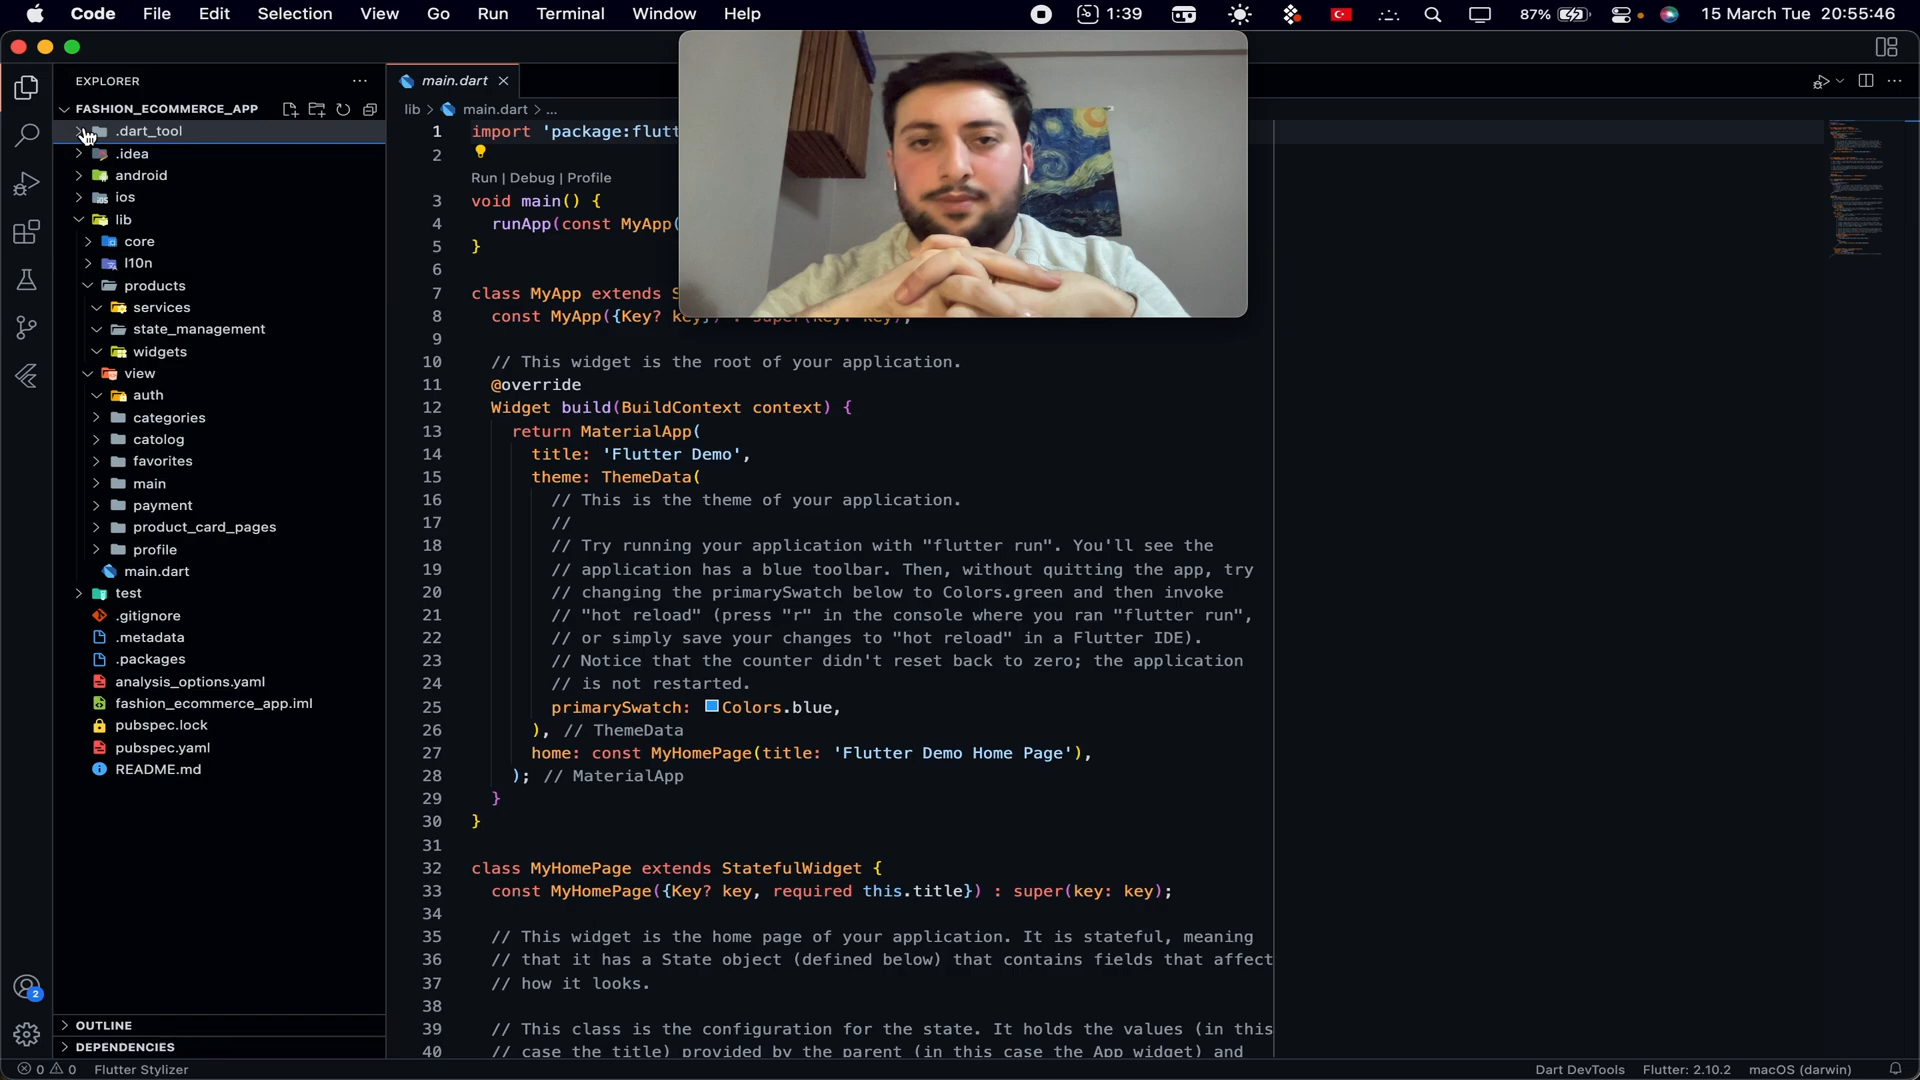 Code File Edit Selection View Go Run Terminal Window Help 1:39 87% 15 March Tue 20:55:46
EXPLORER
FASHION_ECOMMERCE_APP
.dart_tool
.idea
android
ios
lib
core
l10n
products
services
state_management
widgets
view
auth
categories
catolog
favorites
main
payment
product_card_pages
profile
main.dart
test
.gitignore
.metadata
.packages
analysis_options.yaml
fashion_ecommerce_app.iml
pubspec.lock
pubspec.yaml
README.md
OUTLINE
DEPENDENCIES
main.dart
lib > main.dart > ...
1 import 'package:flutt
2
Run | Debug | Profile
3 void main() {
4 runApp(const MyApp(
5 }
6
7 class MyApp extends S
8 const MyApp({Key? key}) : super(key: key);
9
10 // This widget is the root of your application.
11 @override
12 Widget build(BuildContext context) {
13 return MaterialApp(
14 title: 'Flutter Demo',
15 theme: ThemeData(
16 // This is the theme of your application.
17 //
18 // Try running your application with "flutter run". You'll see the
19 // application has a blue toolbar. Then, without quitting the app, try
20 // changing the primarySwatch below to Colors.green and then invoke
21 // "hot reload" (press "r" in the console where you ran "flutter run",
22 // or simply save your changes to "hot reload" in a Flutter IDE).
23 // Notice that the counter didn't reset back to zero; the application
24 // is not restarted.
25 primarySwatch: Colors.blue,
26 ), // ThemeData
27 home: const MyHomePage(title: 'Flutter Demo Home Page'),
28 ); // MaterialApp
29 }
30 }
31
32 class MyHomePage extends StatefulWidget {
33 const MyHomePage({Key? key, required this.title}) : super(key: key);
34
35 // This widget is the home page of your application. It is stateful, meaning
36 // that it has a State object (defined below) that contains fields that affect
37 // how it looks.
38
39 // This class is the configuration for the state. It holds the values (in this
40 // case the title) provided by the parent (in this case the App widget) and
2
0 0 Flutter Stylizer Dart DevTools Flutter: 2.10.2 macOS (darwin)